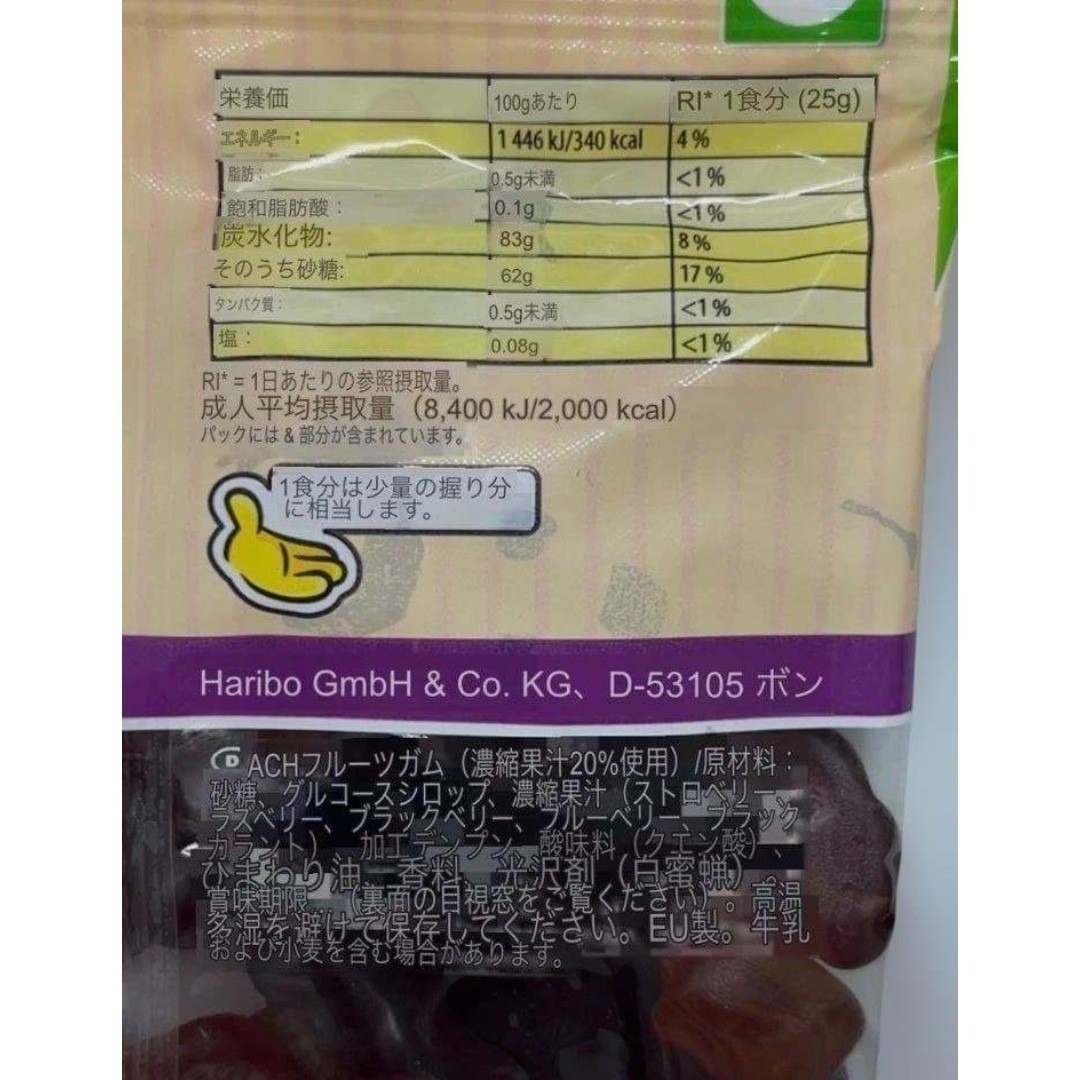 栄養価 100gあたり RI* 1食分 (25g)
エネルギー: 1 446 kJ/340 kcal 4 %
脂肪: 0.5g未満 <1 %
飽和脂肪酸: 0.1g <1 %
炭水化物: 83g 8 %
そのうち砂糖: 62g 17 %
タンパク質: 0.5g未満 <1 %
塩: 0.08g <1 %
RI* = 1日あたりの参照摂取量。
成人平均摂取量 (8,400 kJ/2,000 kcal)
パックには & 部分が含まれています。
1食分は少量の握り分
に相当します。
Haribo GmbH & Co. KG、D-53105 ボン
D ACHフルーツガム(濃縮果汁20%使用)/原材料:
砂糖、グルコースシロップ、濃縮果汁(ストロベリー、
ラズベリー、ブラックベリー、ブルーベリー、ブラック
カラント)、加工デンプン、酸味料(クエン酸)、
ひまわり油、香料、光沢剤(白蜜蝋)。
賞味期限 (裏面の目視窓をご覧ください)。高温
多湿を避けて保存してください。EU製。牛乳
および小麦を含む場合があります。